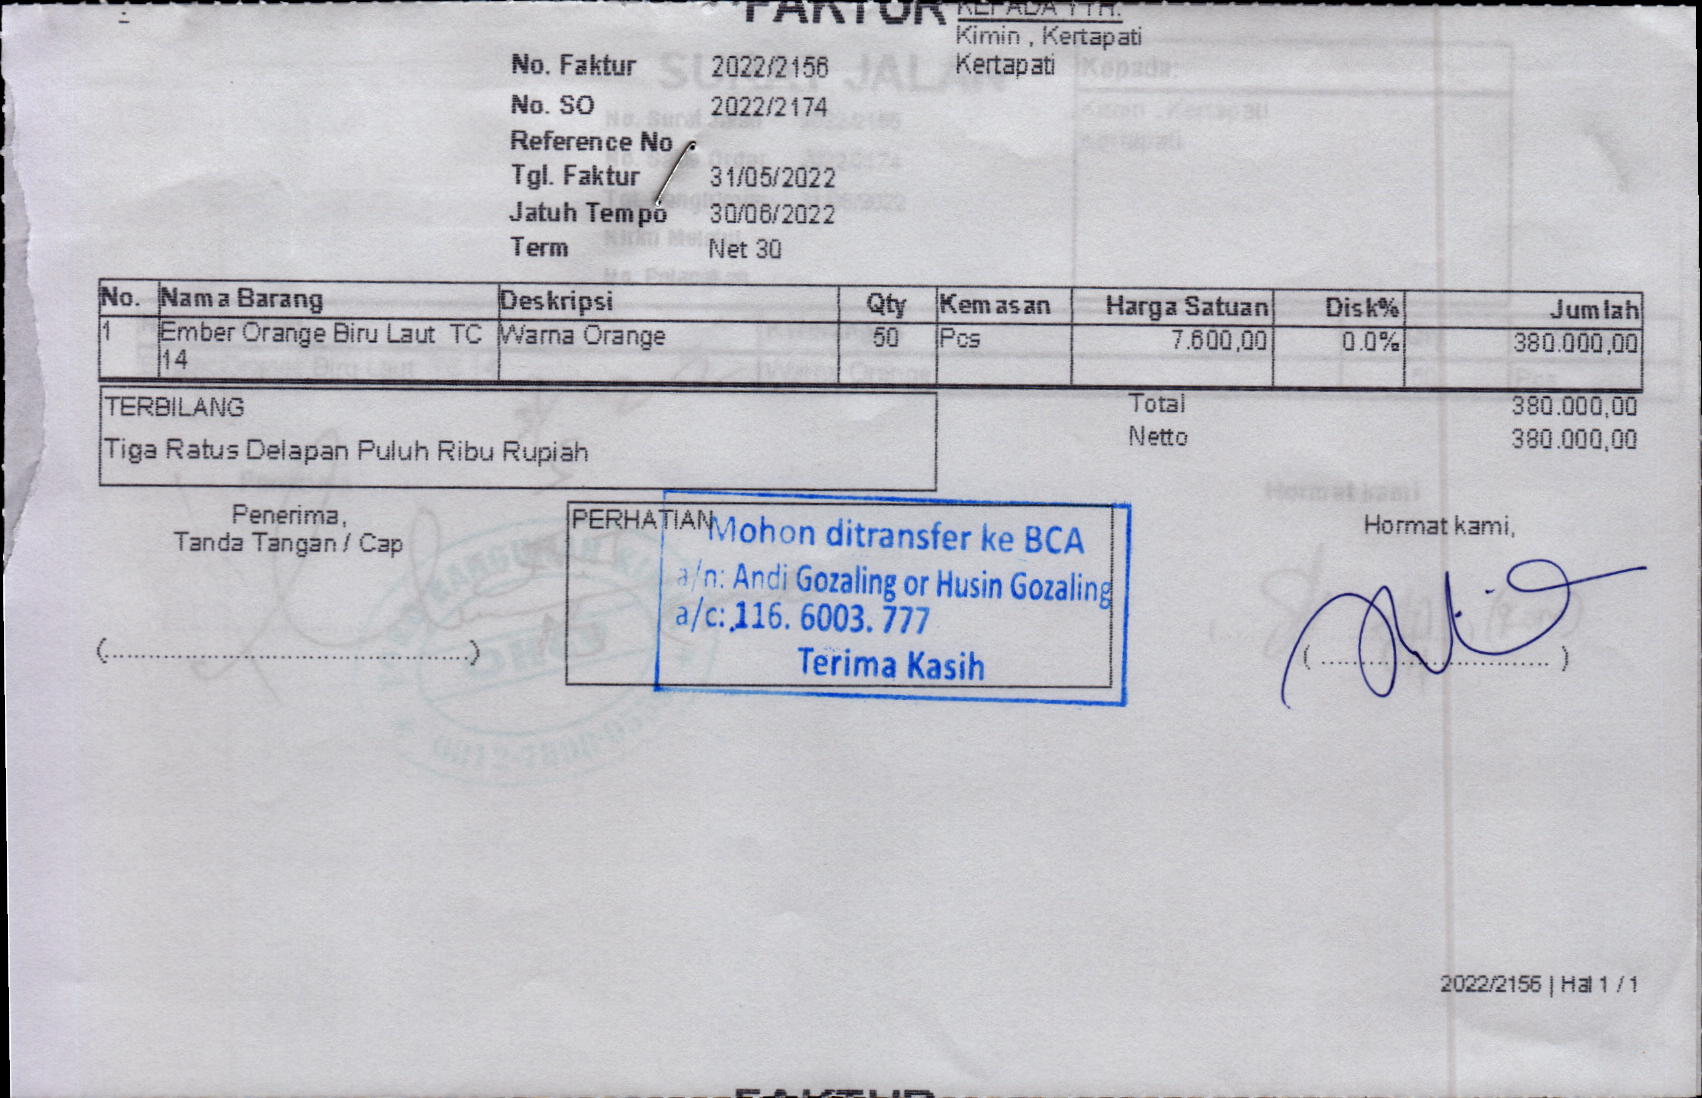 FAKTUR
KEPADA YTH.
Kimin , Kertapati
Kertapati
No. Faktur 2022/2156
No. SO 2022/2174
Reference No
Tgl. Faktur 31/05/2022
Jatuh Tempo 30/06/2022
Term Net 30
No. Nama Barang Deskripsi Qty Kemasan Harga Satuan Disk% Jumlah
1 Ember Orange Biru Laut TC 14 Warna Orange 50 Pcs 7.600,00 0.0% 380.000,00
TERBILANG
Tiga Ratus Delapan Puluh Ribu Rupiah
Total 380.000,00
Netto 380.000,00
Penerima,
Tanda Tangan / Cap
(....................................................)
PERHATIAN
Mohon ditransfer ke BCA
a/n: Andi Gozaling or Husin Gozaling
a/c: 116. 6003. 777
Terima Kasih
Hormat kami,
( ................................ )
2022/2156 | Hal 1 / 1
FAKTUR